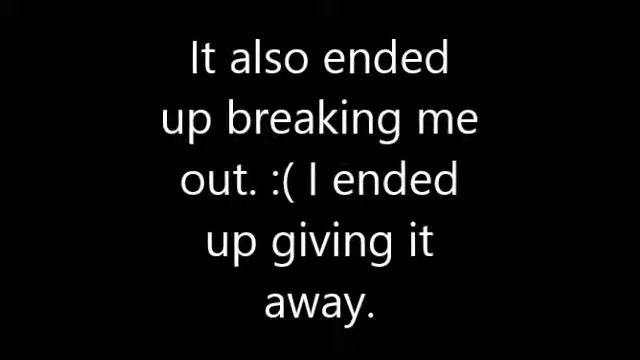 It also ended
up breaking me
out. :( I ended
up giving it
away.